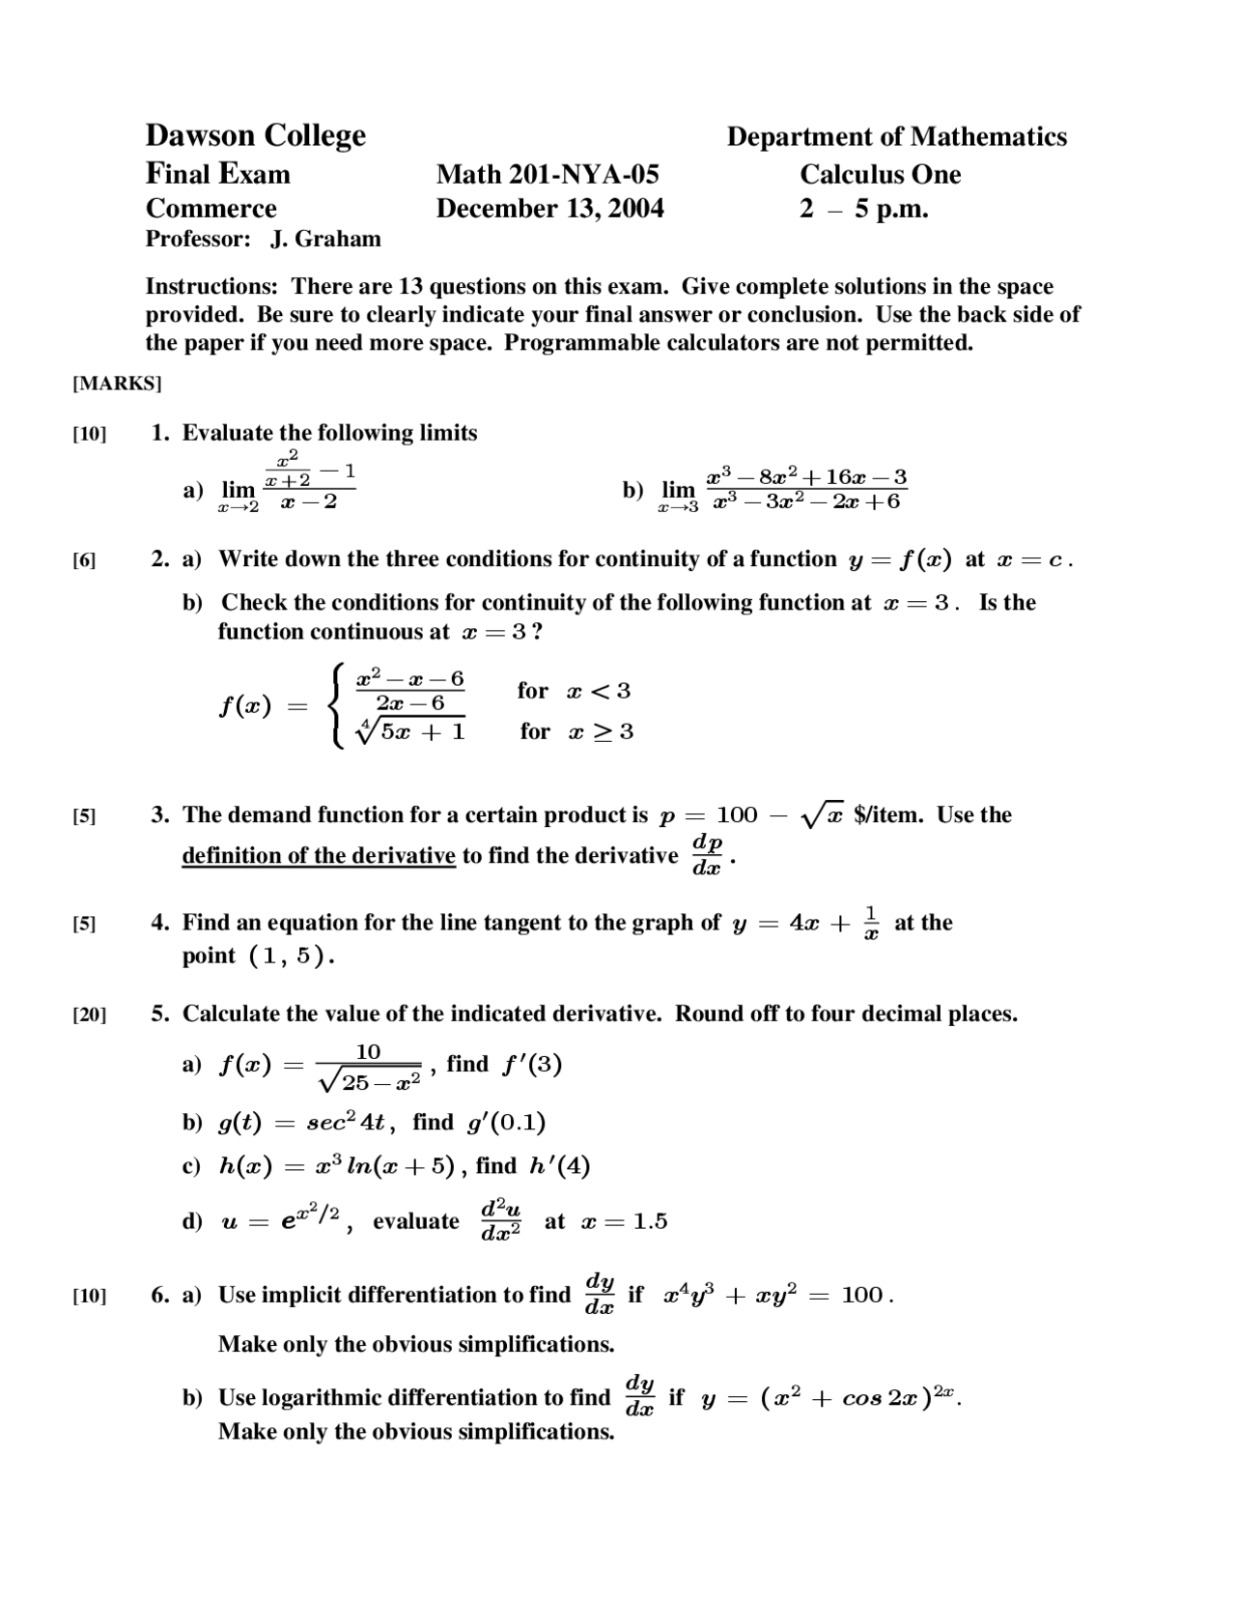 Dawson College Department of Mathematics
Final Exam Math 201-NYA-05 Calculus One
Commerce December 13, 2004 2 – 5 p.m.
Professor: J. Graham
Instructions: There are 13 questions on this exam. Give complete solutions in the space
provided. Be sure to clearly indicate your final answer or conclusion. Use the back side of
the paper if you need more space. Programmable calculators are not permitted.
[MARKS]
[10] 1. Evaluate the following limits
a) \lim_{x→2} \frac{\frac{x^2}{x+2} − 1}{x − 2} b) \lim_{x→3} \frac{x^3 − 8x^2 + 16x − 3}{x^3 − 3x^2 − 2x + 6}
[6] 2. a) Write down the three conditions for continuity of a function y = f(x) at x = c .
b) Check the conditions for continuity of the following function at x = 3 . Is the
function continuous at x = 3 ?
f(x) = { \frac{x^2 − x − 6}{2x − 6} for x < 3
\sqrt[4]{5x + 1} for x ≥ 3
[5] 3. The demand function for a certain product is p = 100 − \sqrt{x} $/item. Use the
definition of the derivative to find the derivative \frac{dp}{dx} .
[5] 4. Find an equation for the line tangent to the graph of y = 4x + \frac{1}{x} at the
point (1, 5).
[20] 5. Calculate the value of the indicated derivative. Round off to four decimal places.
a) f(x) = \frac{10}{\sqrt{25 − x^2}} , find f′(3)
b) g(t) = sec^2 4t, find g′(0.1)
c) h(x) = x^3 ln(x + 5) , find h′(4)
d) u = e^{x^2/2} , evaluate \frac{d^2u}{dx^2} at x = 1.5
[10] 6. a) Use implicit differentiation to find \frac{dy}{dx} if x^4y^3 + xy^2 = 100 .
Make only the obvious simplifications.
b) Use logarithmic differentiation to find \frac{dy}{dx} if y = (x^2 + cos 2x)^{2x}.
Make only the obvious simplifications.